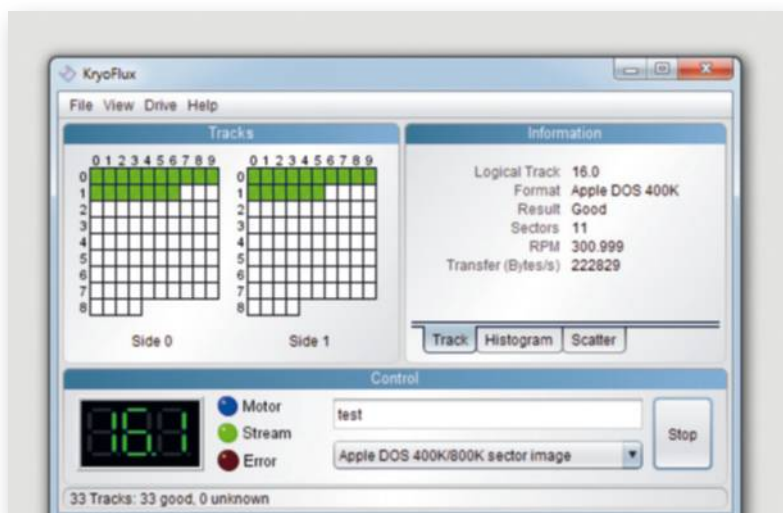 KryoFlux
File View Drive Help
Tracks
0 1 2 3 4 5 6 7 8 9
0
1
2
3
4
5
6
7
8
Side 0
0 1 2 3 4 5 6 7 8 9
0
1
2
3
4
5
6
7
8
Side 1
Information
Logical Track 16.0
Format Apple DOS 400K
Result Good
Sectors 11
RPM 300.999
Transfer (Bytes/s) 222829
Track Histogram Scatter
Control
16.1
Motor
Stream
Error
test
Apple DOS 400K/800K sector image
Stop
33 Tracks: 33 good, 0 unknown